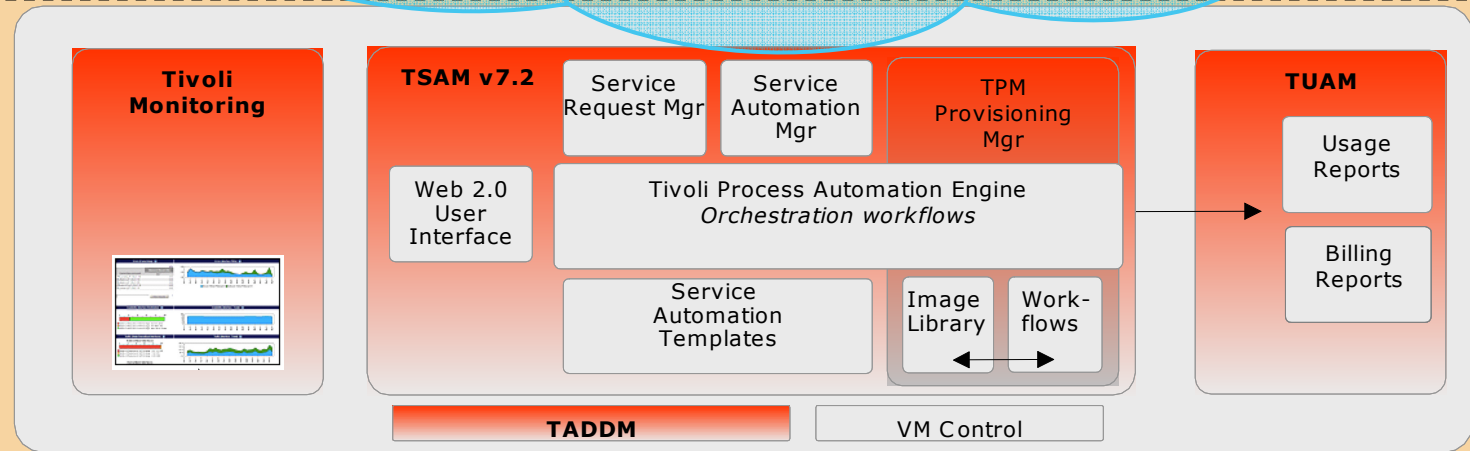 Tivoli
Monitoring
TSAM v7.2
Service
Request Mgr
Service
Automation
Mgr
TPM
Provisioning
Mgr
Web 2.0
User
Interface
Tivoli Process Automation Engine
Orchestration workflows
Service
Automation
Templates
Image
Library
Work-
flows
TUAM
Usage
Reports
Billing
Reports
TADDM
VM Control